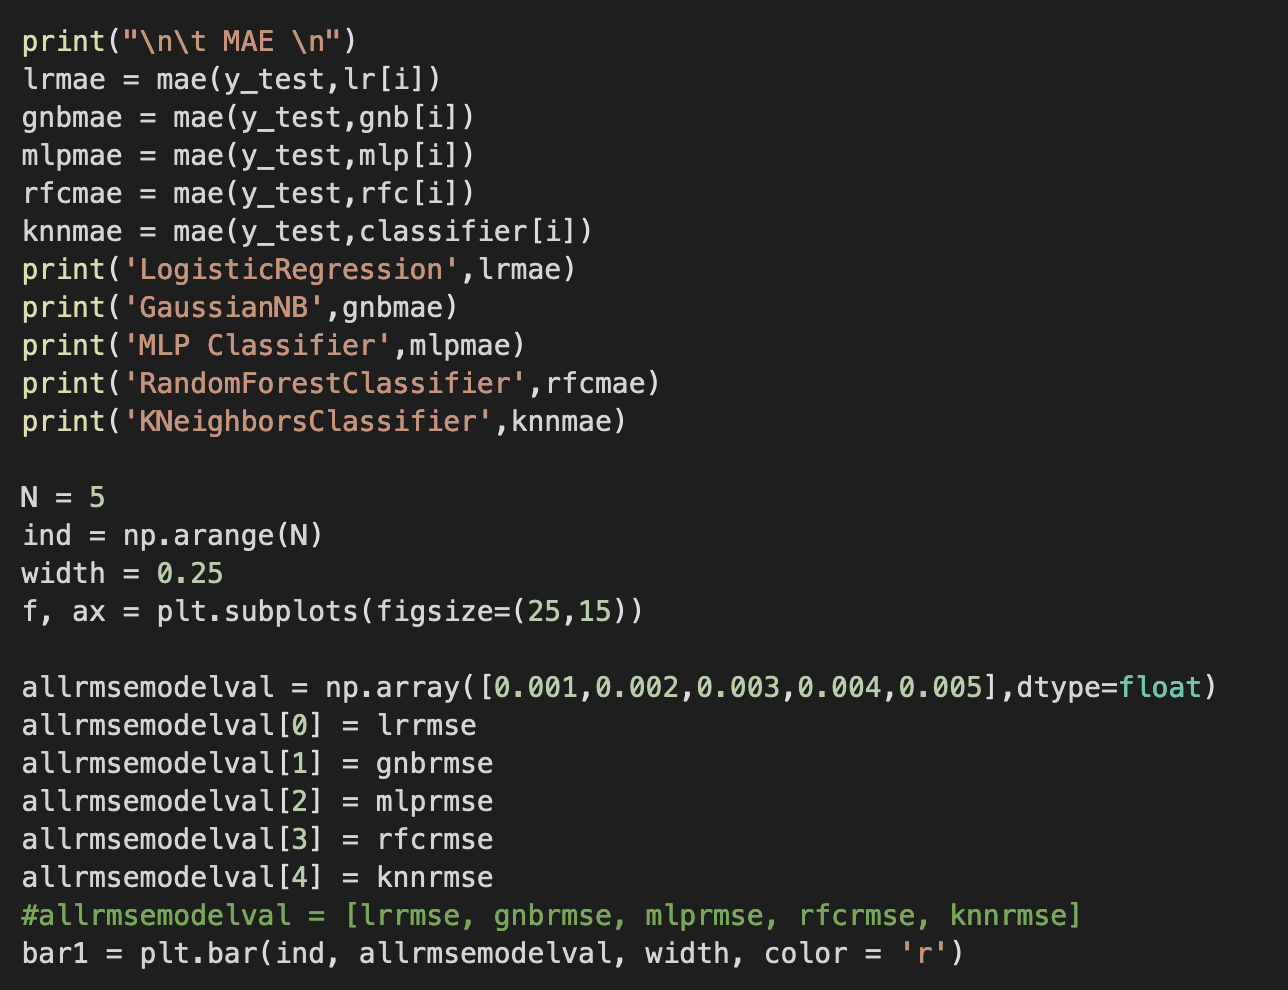 print("\n\t MAE \n")
lrmae = mae(y_test,lr[i])
gnbmae = mae(y_test,gnb[i])
mlpmae = mae(y_test,mlp[i])
rfcmae = mae(y_test,rfc[i])
knnmae = mae(y_test,classifier[i])
print('LogisticRegression',lrmae)
print('GaussianNB',gnbmae)
print('MLP Classifier',mlpmae)
print('RandomForestClassifier',rfcmae)
print('KNeighborsClassifier',knnmae)
N = 5
ind = np.arange(N)
width = 0.25
f, ax = plt.subplots(figsize=(25,15))
allrmsemodelval = np.array([0.001,0.002,0.003,0.004,0.005],dtype=float)
allrmsemodelval[0] = lrrmse
allrmsemodelval[1] = gnbrmse
allrmsemodelval[2] = mlprmse
allrmsemodelval[3] = rfcrmse
allrmsemodelval[4] = knnrmse
#allrmsemodelval = [lrrmse, gnbrmse, mlprmse, rfcrmse, knnrmse]
bar1 = plt.bar(ind, allrmsemodelval, width, color = 'r')